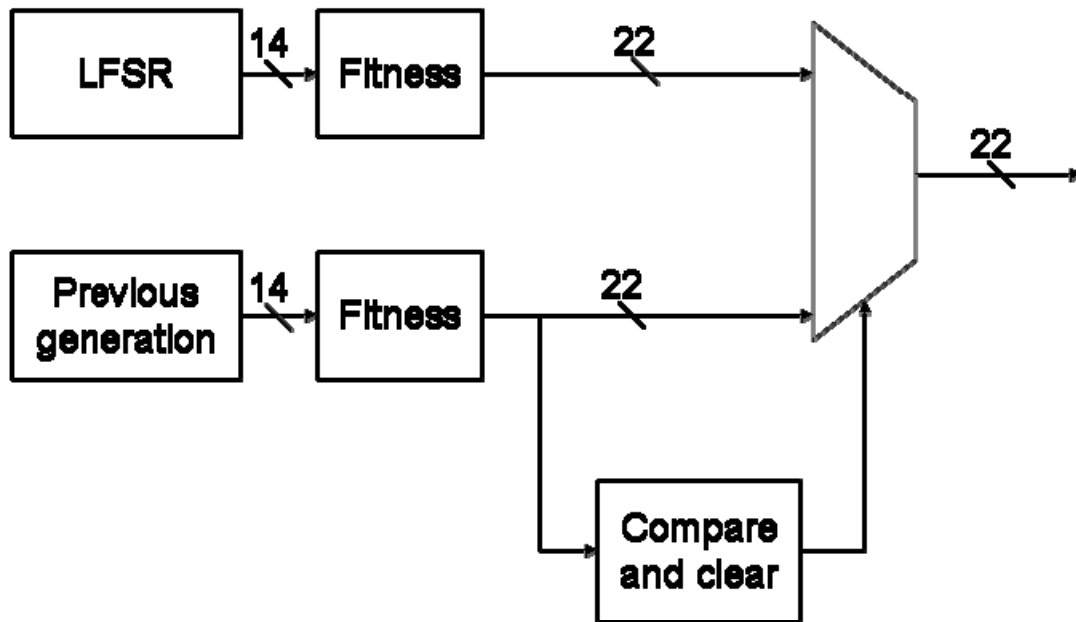 LFSR
14
Fitness
22
22
Previous
generation
14
Fitness
22
Compare
and clear